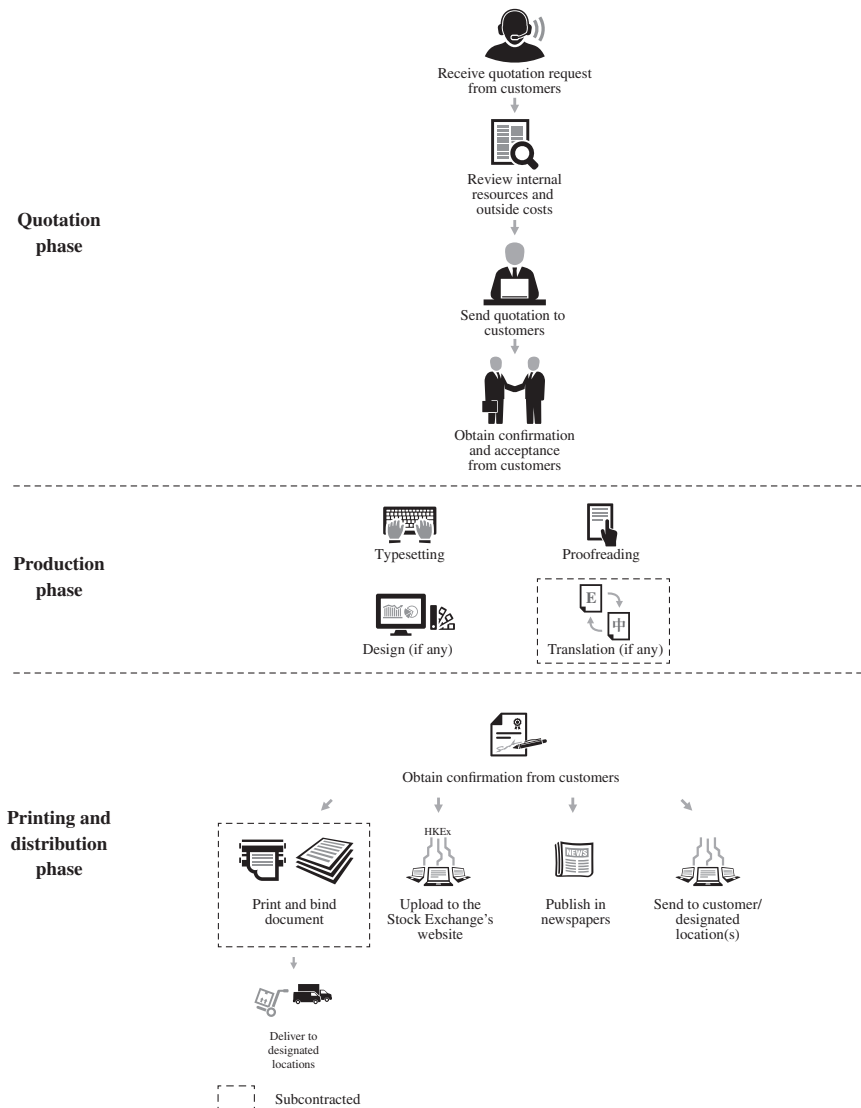 Receive quotation request
from customers
Review internal
resources and
outside costs
Quotation
phase
Send quotation to
customers
Obtain confirmation
and acceptance
from customers
Production
phase
Typesetting
Proofreading
E
中
Design (if any)
Translation (if any)
Printing and
distribution
phase
Obtain confirmation from customers
HKEx
NEWS
Print and bind
document
Upload to the
Stock Exchange's
website
Publish in
newspapers
Send to customer/
designated
location(s)
Deliver to
designated
locations
Subcontracted